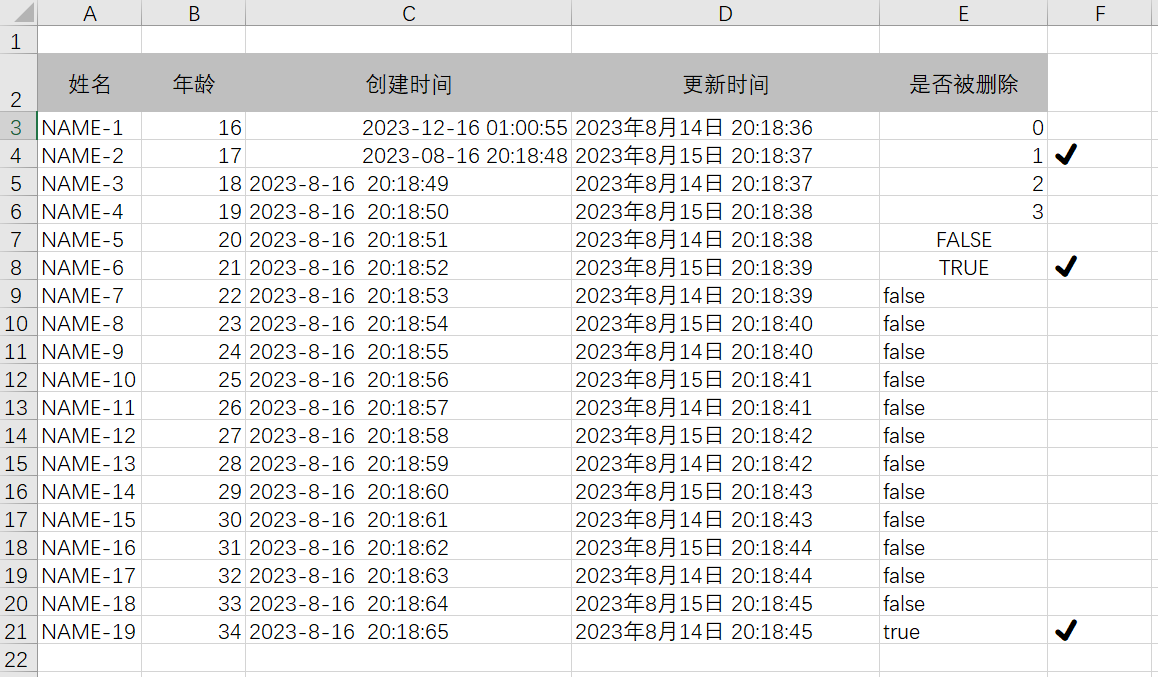 A B C D E F
1
2 姓名 年龄 创建时间 更新时间 是否被删除
3 NAME-1 16 2023-12-16 01:00:55 2023年8月14日 20:18:36 0
4 NAME-2 17 2023-08-16 20:18:48 2023年8月15日 20:18:37 1 ✔
5 NAME-3 18 2023-8-16  20:18:49 2023年8月14日 20:18:37 2
6 NAME-4 19 2023-8-16  20:18:50 2023年8月15日 20:18:38 3
7 NAME-5 20 2023-8-16  20:18:51 2023年8月14日 20:18:38 FALSE
8 NAME-6 21 2023-8-16  20:18:52 2023年8月15日 20:18:39 TRUE ✔
9 NAME-7 22 2023-8-16  20:18:53 2023年8月14日 20:18:39 false
10 NAME-8 23 2023-8-16  20:18:54 2023年8月15日 20:18:40 false
11 NAME-9 24 2023-8-16  20:18:55 2023年8月14日 20:18:40 false
12 NAME-10 25 2023-8-16  20:18:56 2023年8月15日 20:18:41 false
13 NAME-11 26 2023-8-16  20:18:57 2023年8月14日 20:18:41 false
14 NAME-12 27 2023-8-16  20:18:58 2023年8月15日 20:18:42 false
15 NAME-13 28 2023-8-16  20:18:59 2023年8月14日 20:18:42 false
16 NAME-14 29 2023-8-16  20:18:60 2023年8月15日 20:18:43 false
17 NAME-15 30 2023-8-16  20:18:61 2023年8月14日 20:18:43 false
18 NAME-16 31 2023-8-16  20:18:62 2023年8月15日 20:18:44 false
19 NAME-17 32 2023-8-16  20:18:63 2023年8月14日 20:18:44 false
20 NAME-18 33 2023-8-16  20:18:64 2023年8月15日 20:18:45 false
21 NAME-19 34 2023-8-16  20:18:65 2023年8月14日 20:18:45 true ✔
22